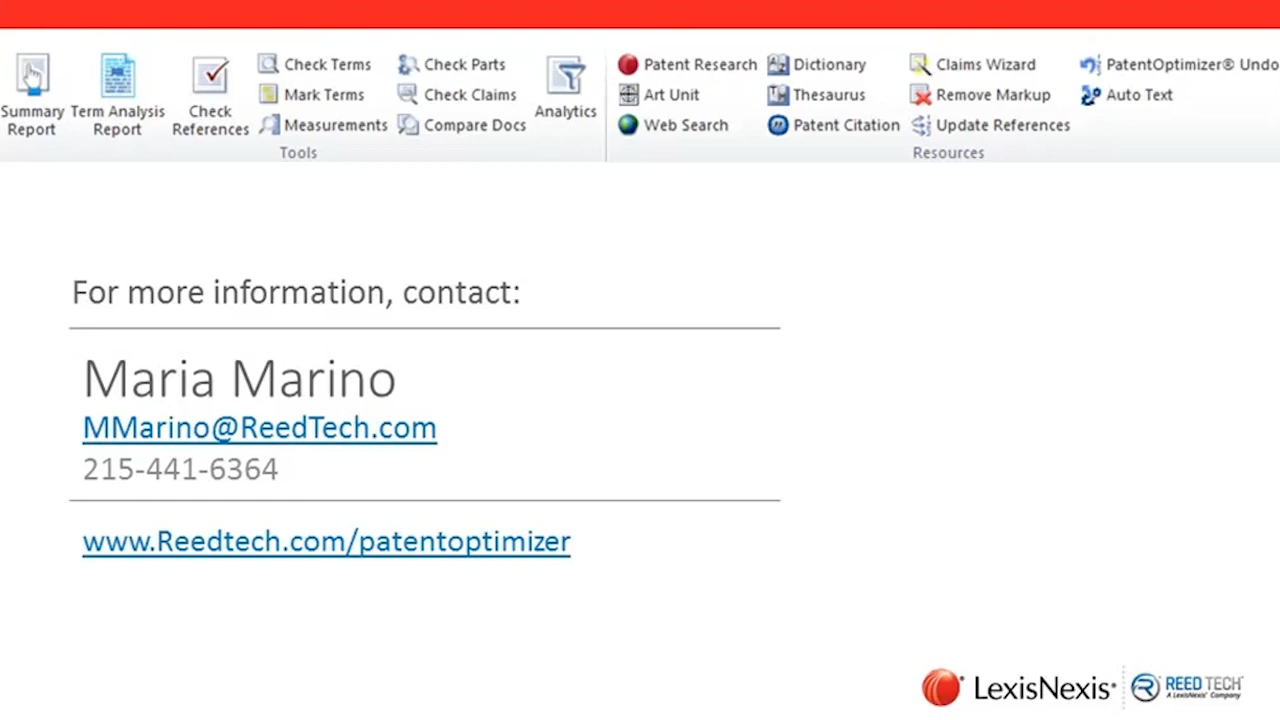 Summary Report
Term Analysis Report
Check References
Check Terms
Mark Terms
Measurements
Check Parts
Check Claims
Compare Docs
Analytics
Tools
Patent Research
Art Unit
Web Search
Dictionary
Thesaurus
Patent Citation
Claims Wizard
Remove Markup
Update References
PatentOptimizer® Undo
Auto Text
Resources
For more information, contact:
Maria Marino
MMarino@ReedTech.com
215-441-6364
www.Reedtech.com/patentoptimizer
LexisNexis®
REED TECH
A LexisNexis® Company